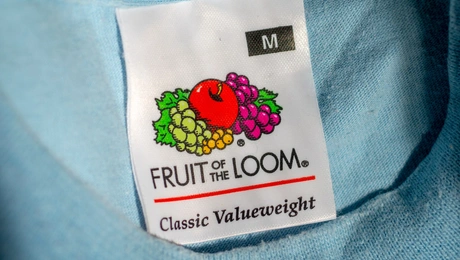 M
®
FRUIT OF THE LOOM®
Classic Valueweight